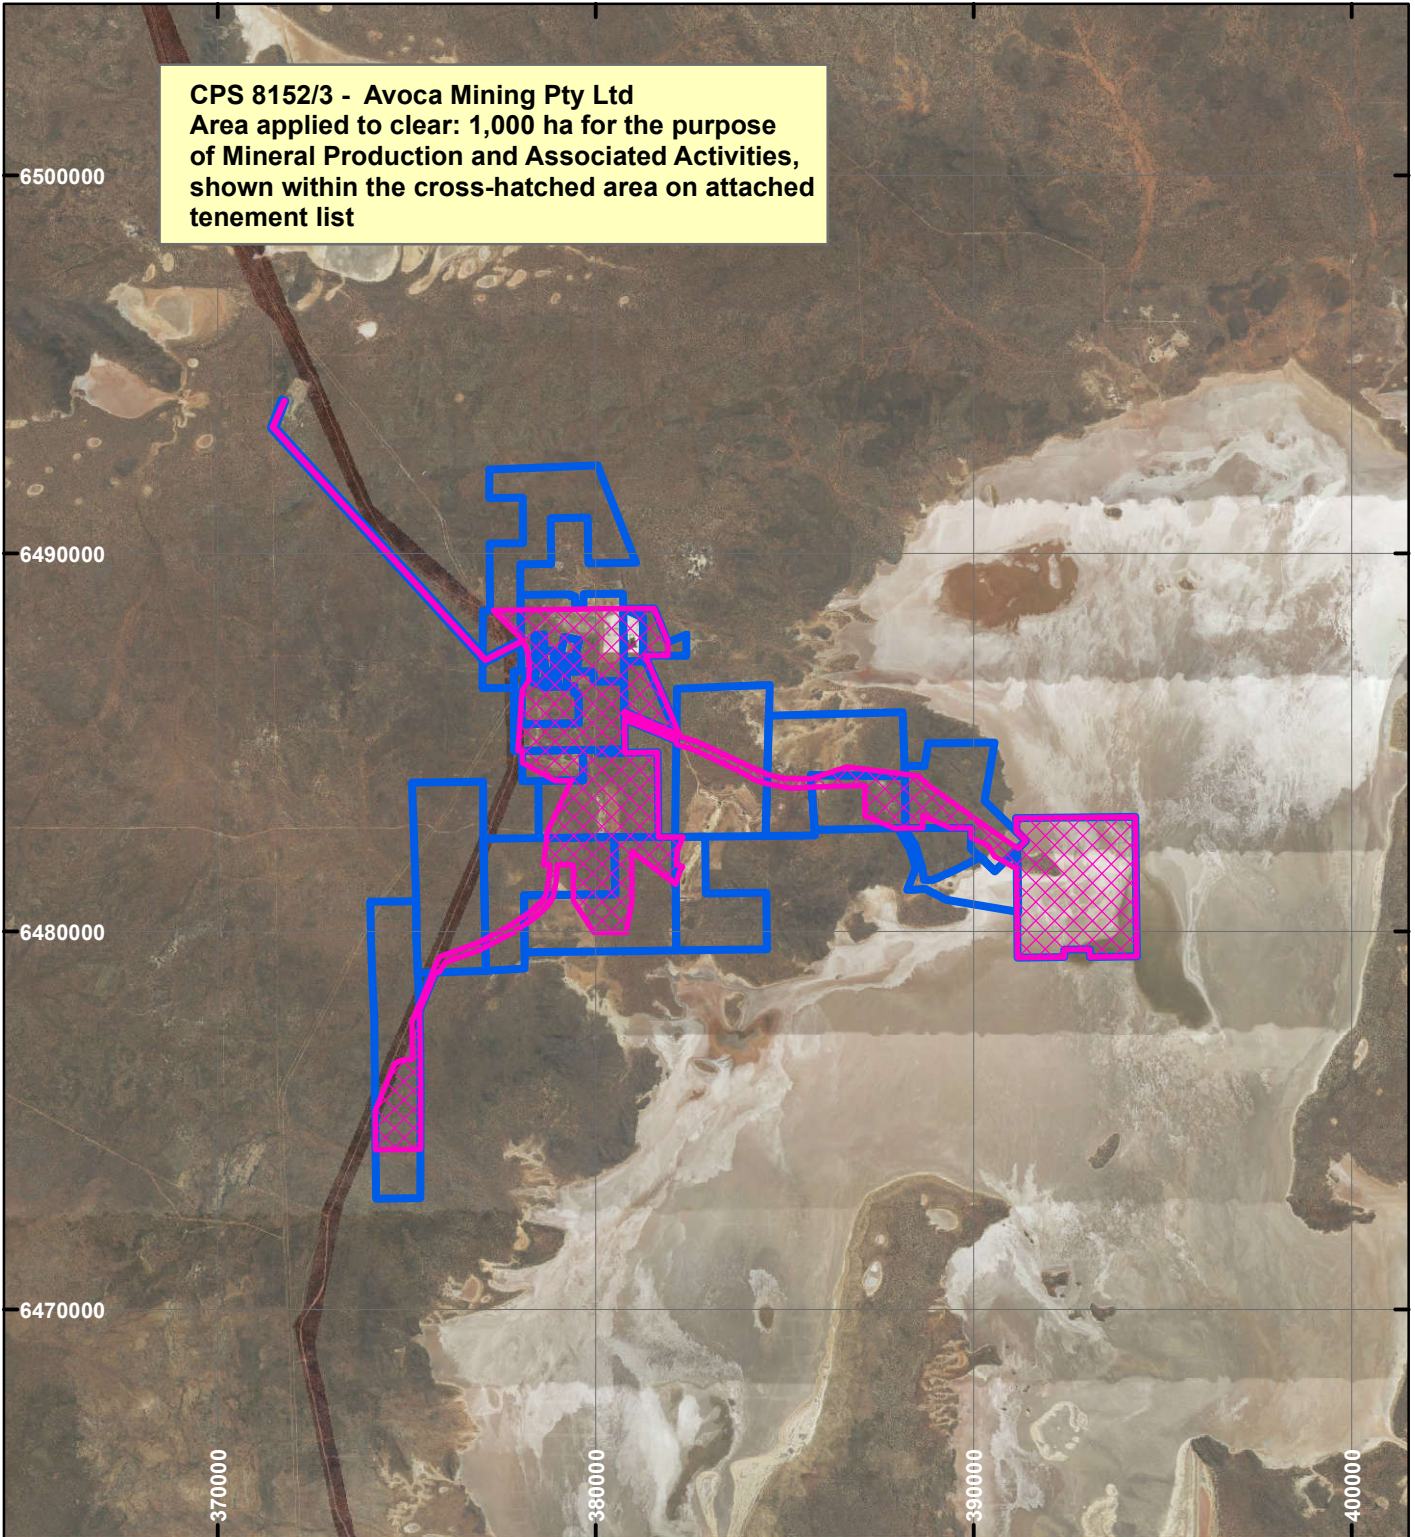 CPS 8152/3 - Avoca Mining Pty Ltd
Area applied to clear: 1,000 ha for the purpose
of Mineral Production and Associated Activities,
shown within the cross-hatched area on attached
tenement list
6500000
6490000
6480000
6470000
370000
380000
390000
400000